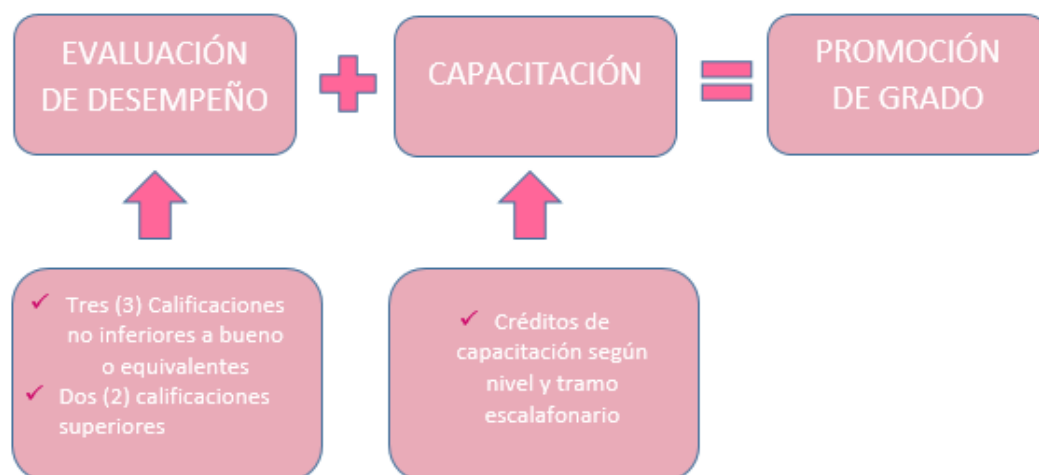 EVALUACIÓN
DE DESEMPEÑO
CAPACITACIÓN
PROMOCIÓN
DE GRADO
✓ Tres (3) Calificaciones
no inferiores a bueno
o equivalentes
✓ Dos (2) calificaciones
superiores
✓ Créditos de
capacitación según
nivel y tramo
escalafonario